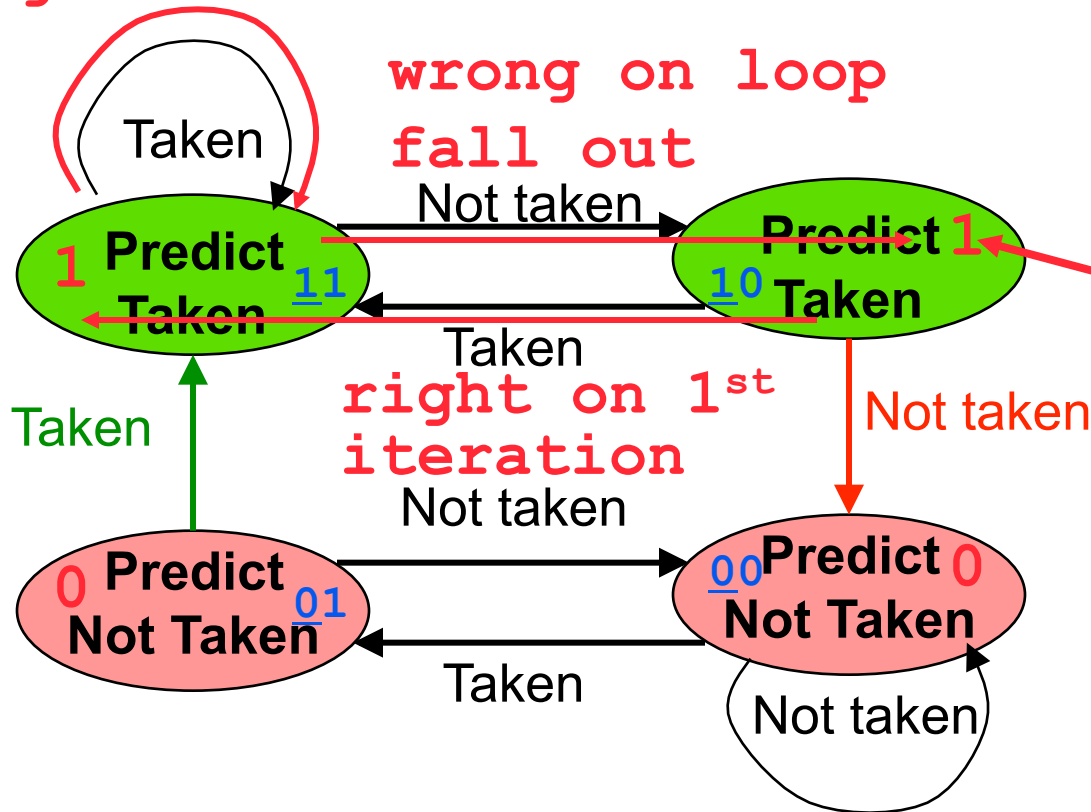 wrong on loop
fall out
Taken
Not taken
1 Predict
Taken
11
Predict 1
Taken
10
Taken
right on 1st
iteration
Taken
Not taken
Not taken
0 Predict
Not Taken
01
Predict 0
Not Taken
00
Taken
Not taken